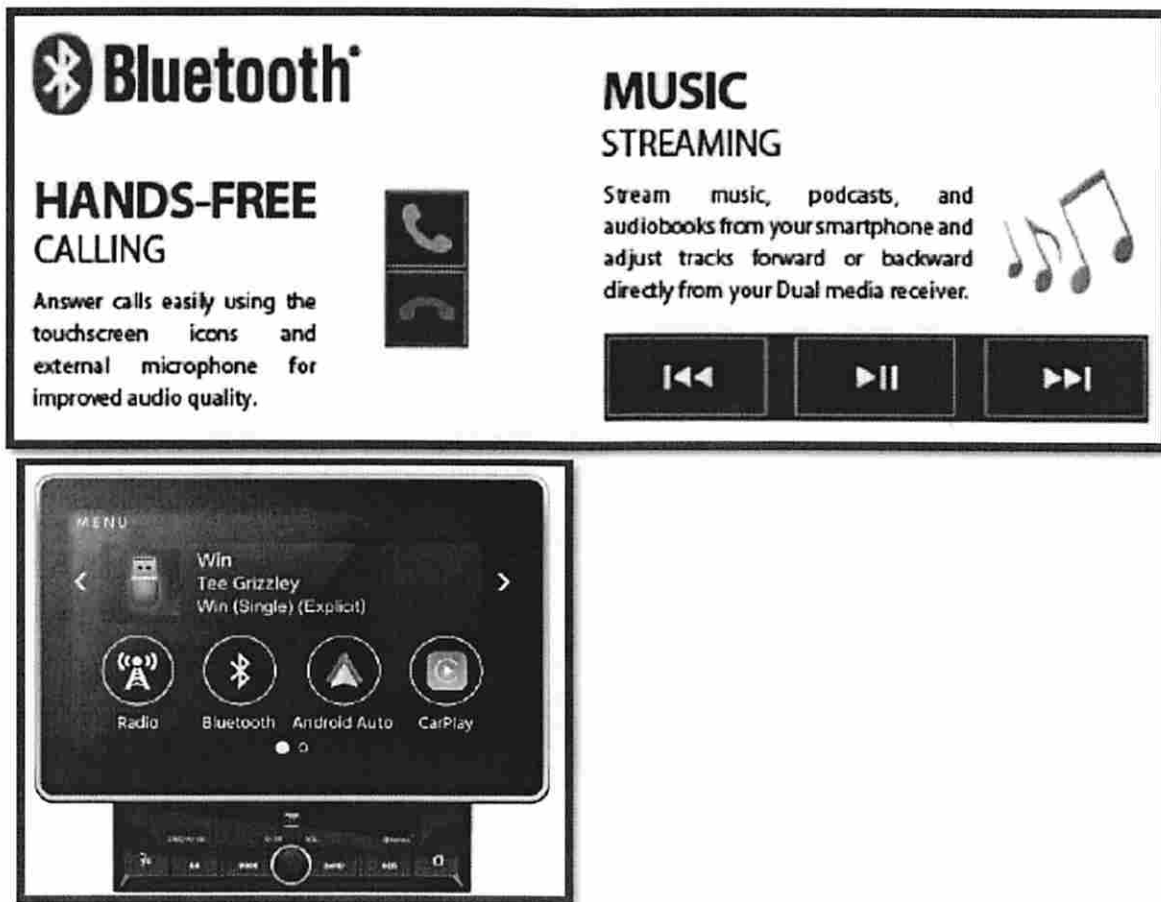 Bluetooth®
HANDS-FREE
CALLING
Answer calls easily using the
touchscreen icons and
external microphone for
improved audio quality.
MUSIC
STREAMING
Stream music, podcasts, and
audiobooks from your smartphone and
adjust tracks forward or backward
directly from your Dual media receiver.
MENU
Win
Tee Grizzley
Win (Single) (Explicit)
Radio Bluetooth Android Auto CarPlay